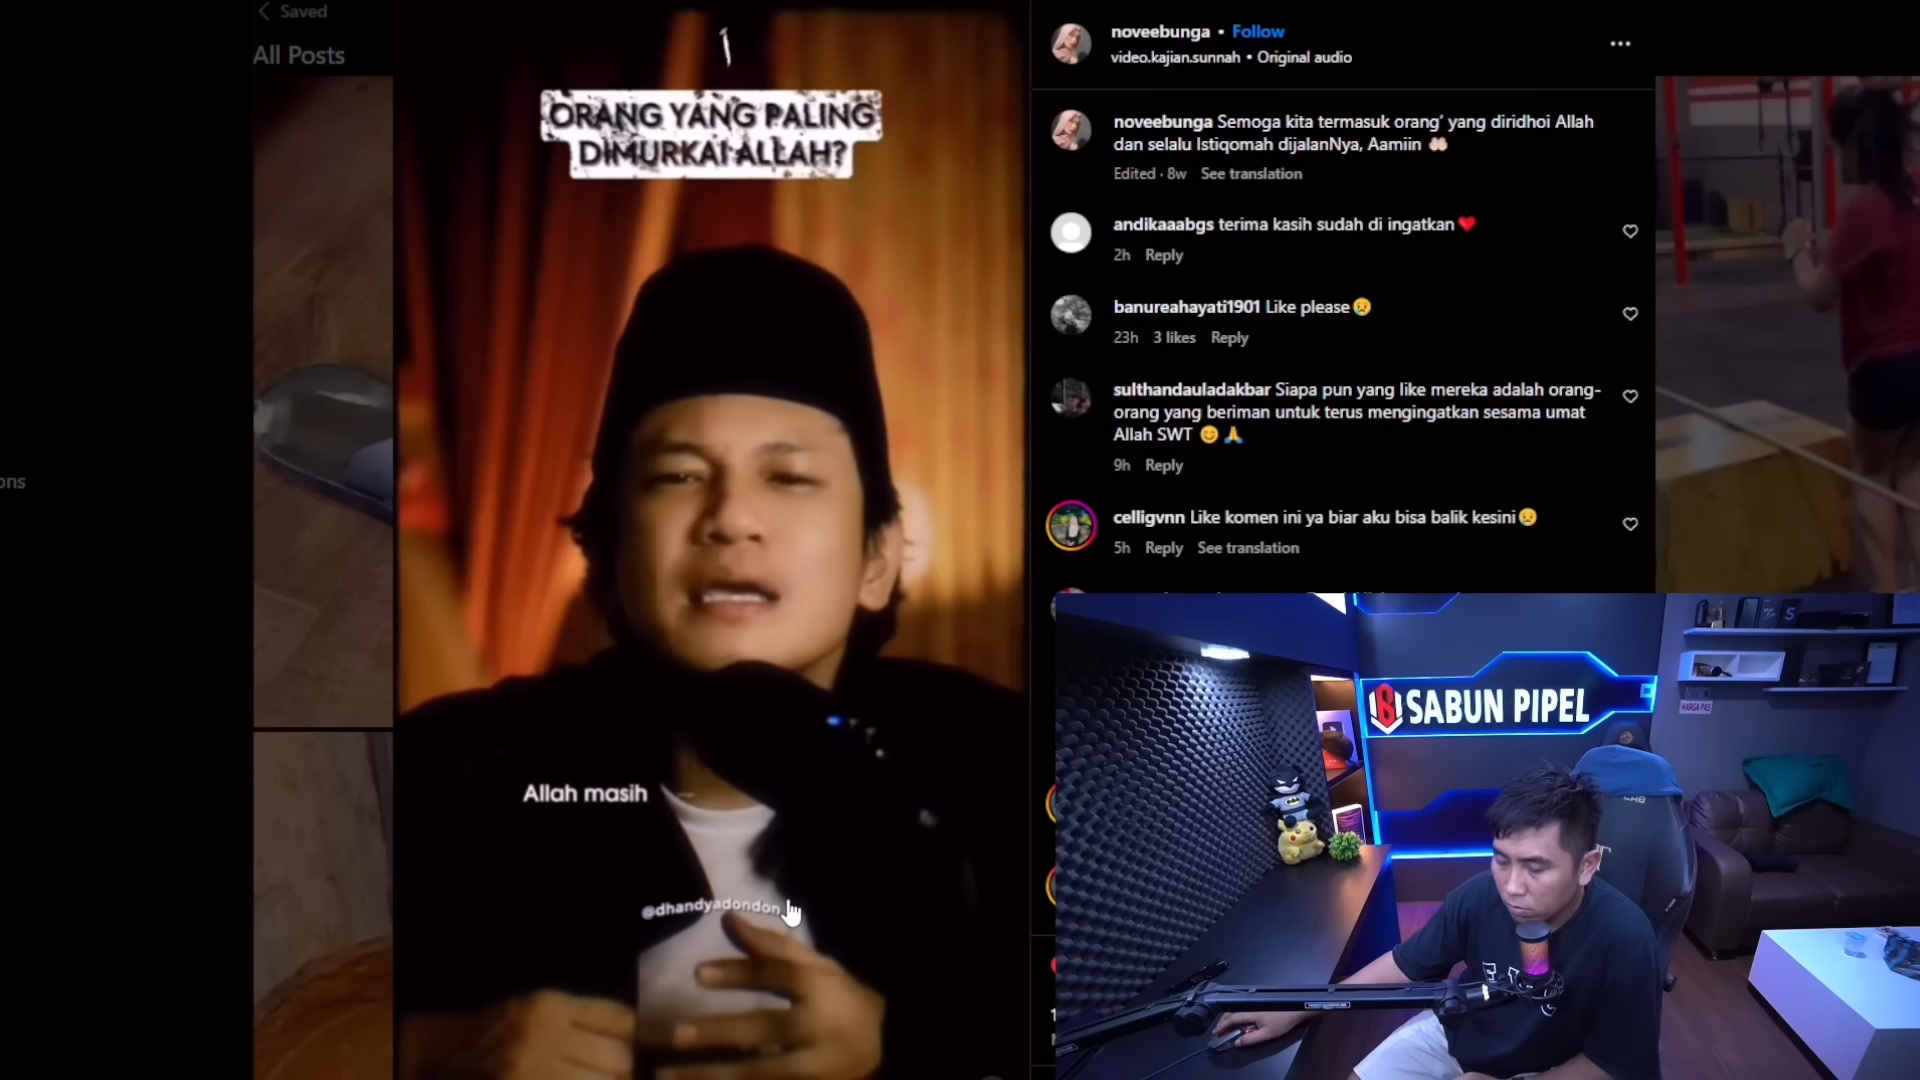 Saved
All Posts
ons
ORANG YANG PALING
DIMURKAI ALLAH?
Allah masih
@dhandyadondon
noveebunga • Follow
video.kajian.sunnah • Original audio
noveebunga Semoga kita termasuk orang' yang diridhoi Allah
dan selalu Istiqomah dijalanNya, Aamiin 🤲🏻
Edited · 8w See translation
andikaaabgs terima kasih sudah di ingatkan❤️
2h Reply
banureahayati1901 Like please😥
23h 3 likes Reply
sulthandauladakbar Siapa pun yang like mereka adalah orang-
orang yang beriman untuk terus mengingatkan sesama umat
Allah SWT 😊🙏
9h Reply
celligvnn Like komen ini ya biar aku bisa balik kesini😥
5h Reply See translation
SABUN PIPEL
HARGA PAS